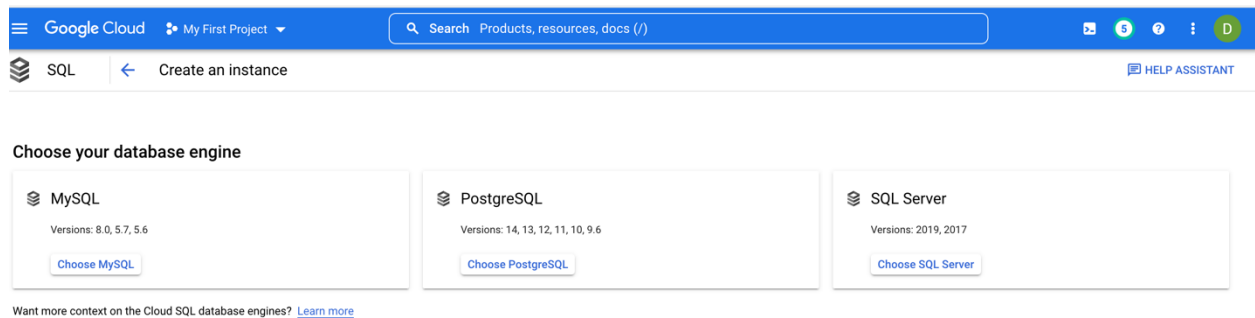 Google Cloud My First Project Search Products, resources, docs (/) 5 ? D
SQL Create an instance HELP ASSISTANT
Choose your database engine
MySQL
Versions: 8.0, 5.7, 5.6
Choose MySQL
PostgreSQL
Versions: 14, 13, 12, 11, 10, 9.6
Choose PostgreSQL
SQL Server
Versions: 2019, 2017
Choose SQL Server
Want more context on the Cloud SQL database engines? Learn more